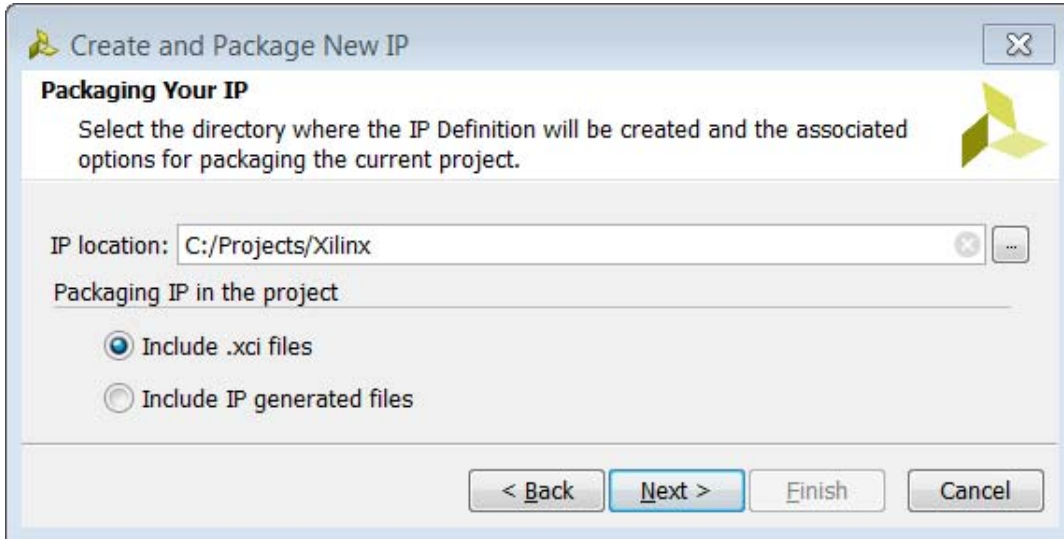 Create and Package New IP
Packaging Your IP
Select the directory where the IP Definition will be created and the associated
options for packaging the current project.
IP location: C:/Projects/Xilinx ...
Packaging IP in the project
Include .xci files
Include IP generated files
< Back Next > Finish Cancel